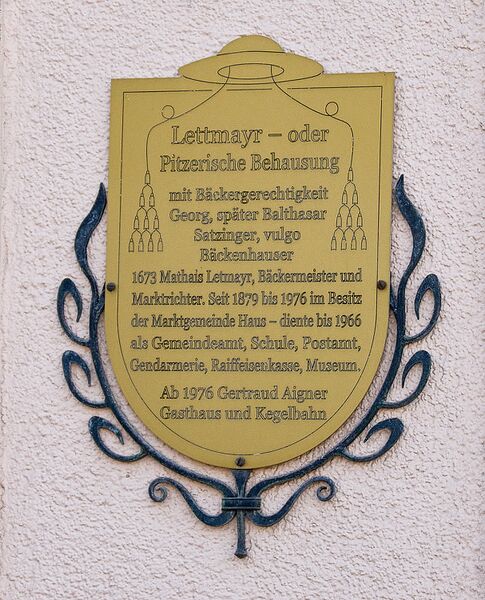 Lettmayr – oder
Pitzerische Behausung
mit Bäckergerechtigkeit
Georg, später Balthasar
Satzinger, vulgo
Bäckenhauser
1673 Mathais Letmayr, Bäckermeister und
Marktrichter. Seit 1879 bis 1976 im Besitz
der Marktgemeinde Haus – diente bis 1966
als Gemeindeamt, Schule, Postamt,
Gendarmerie, Raiffeisenkasse, Museum.
Ab 1976 Gertraud Aigner
Gasthaus und Kegelbahn